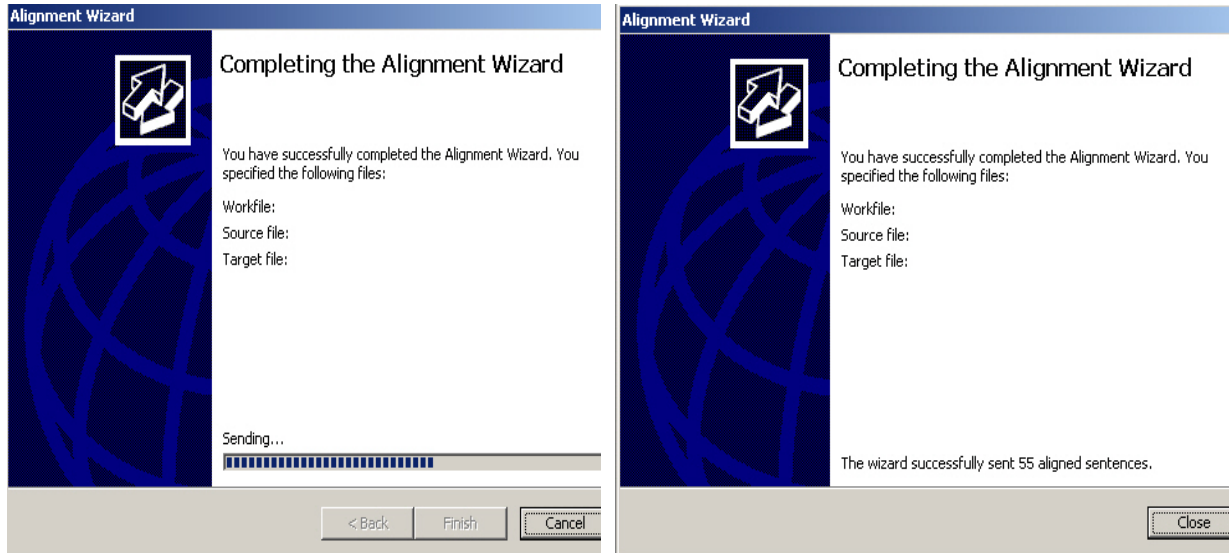 Alignment Wizard
Completing the Alignment Wizard
You have successfully completed the Alignment Wizard. You
specified the following files:
Workfile:
Source file:
Target file:
Sending...
< Back
Finish
Cancel
Alignment Wizard
Completing the Alignment Wizard
You have successfully completed the Alignment Wizard. You
specified the following files:
Workfile:
Source file:
Target file:
The wizard successfully sent 55 aligned sentences.
Close